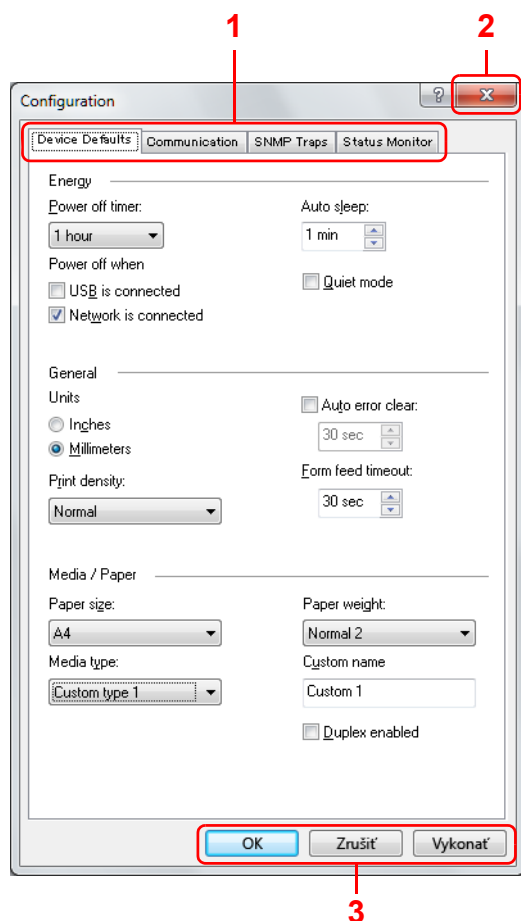 1
2
Configuration
Device Defaults Communication SNMP Traps Status Monitor
Energy
Power off timer: Auto sleep:
1 hour 1 min
Power off when
USB is connected Quiet mode
Network is connected
General
Units Auto error clear:
Inches 30 sec
Millimeters
Print density: Form feed timeout:
Normal 30 sec
Media / Paper
Paper size: Paper weight:
A4 Normal 2
Media type: Custom name
Custom type 1 Custom 1
Duplex enabled
OK Zrušiť Vykonať
3